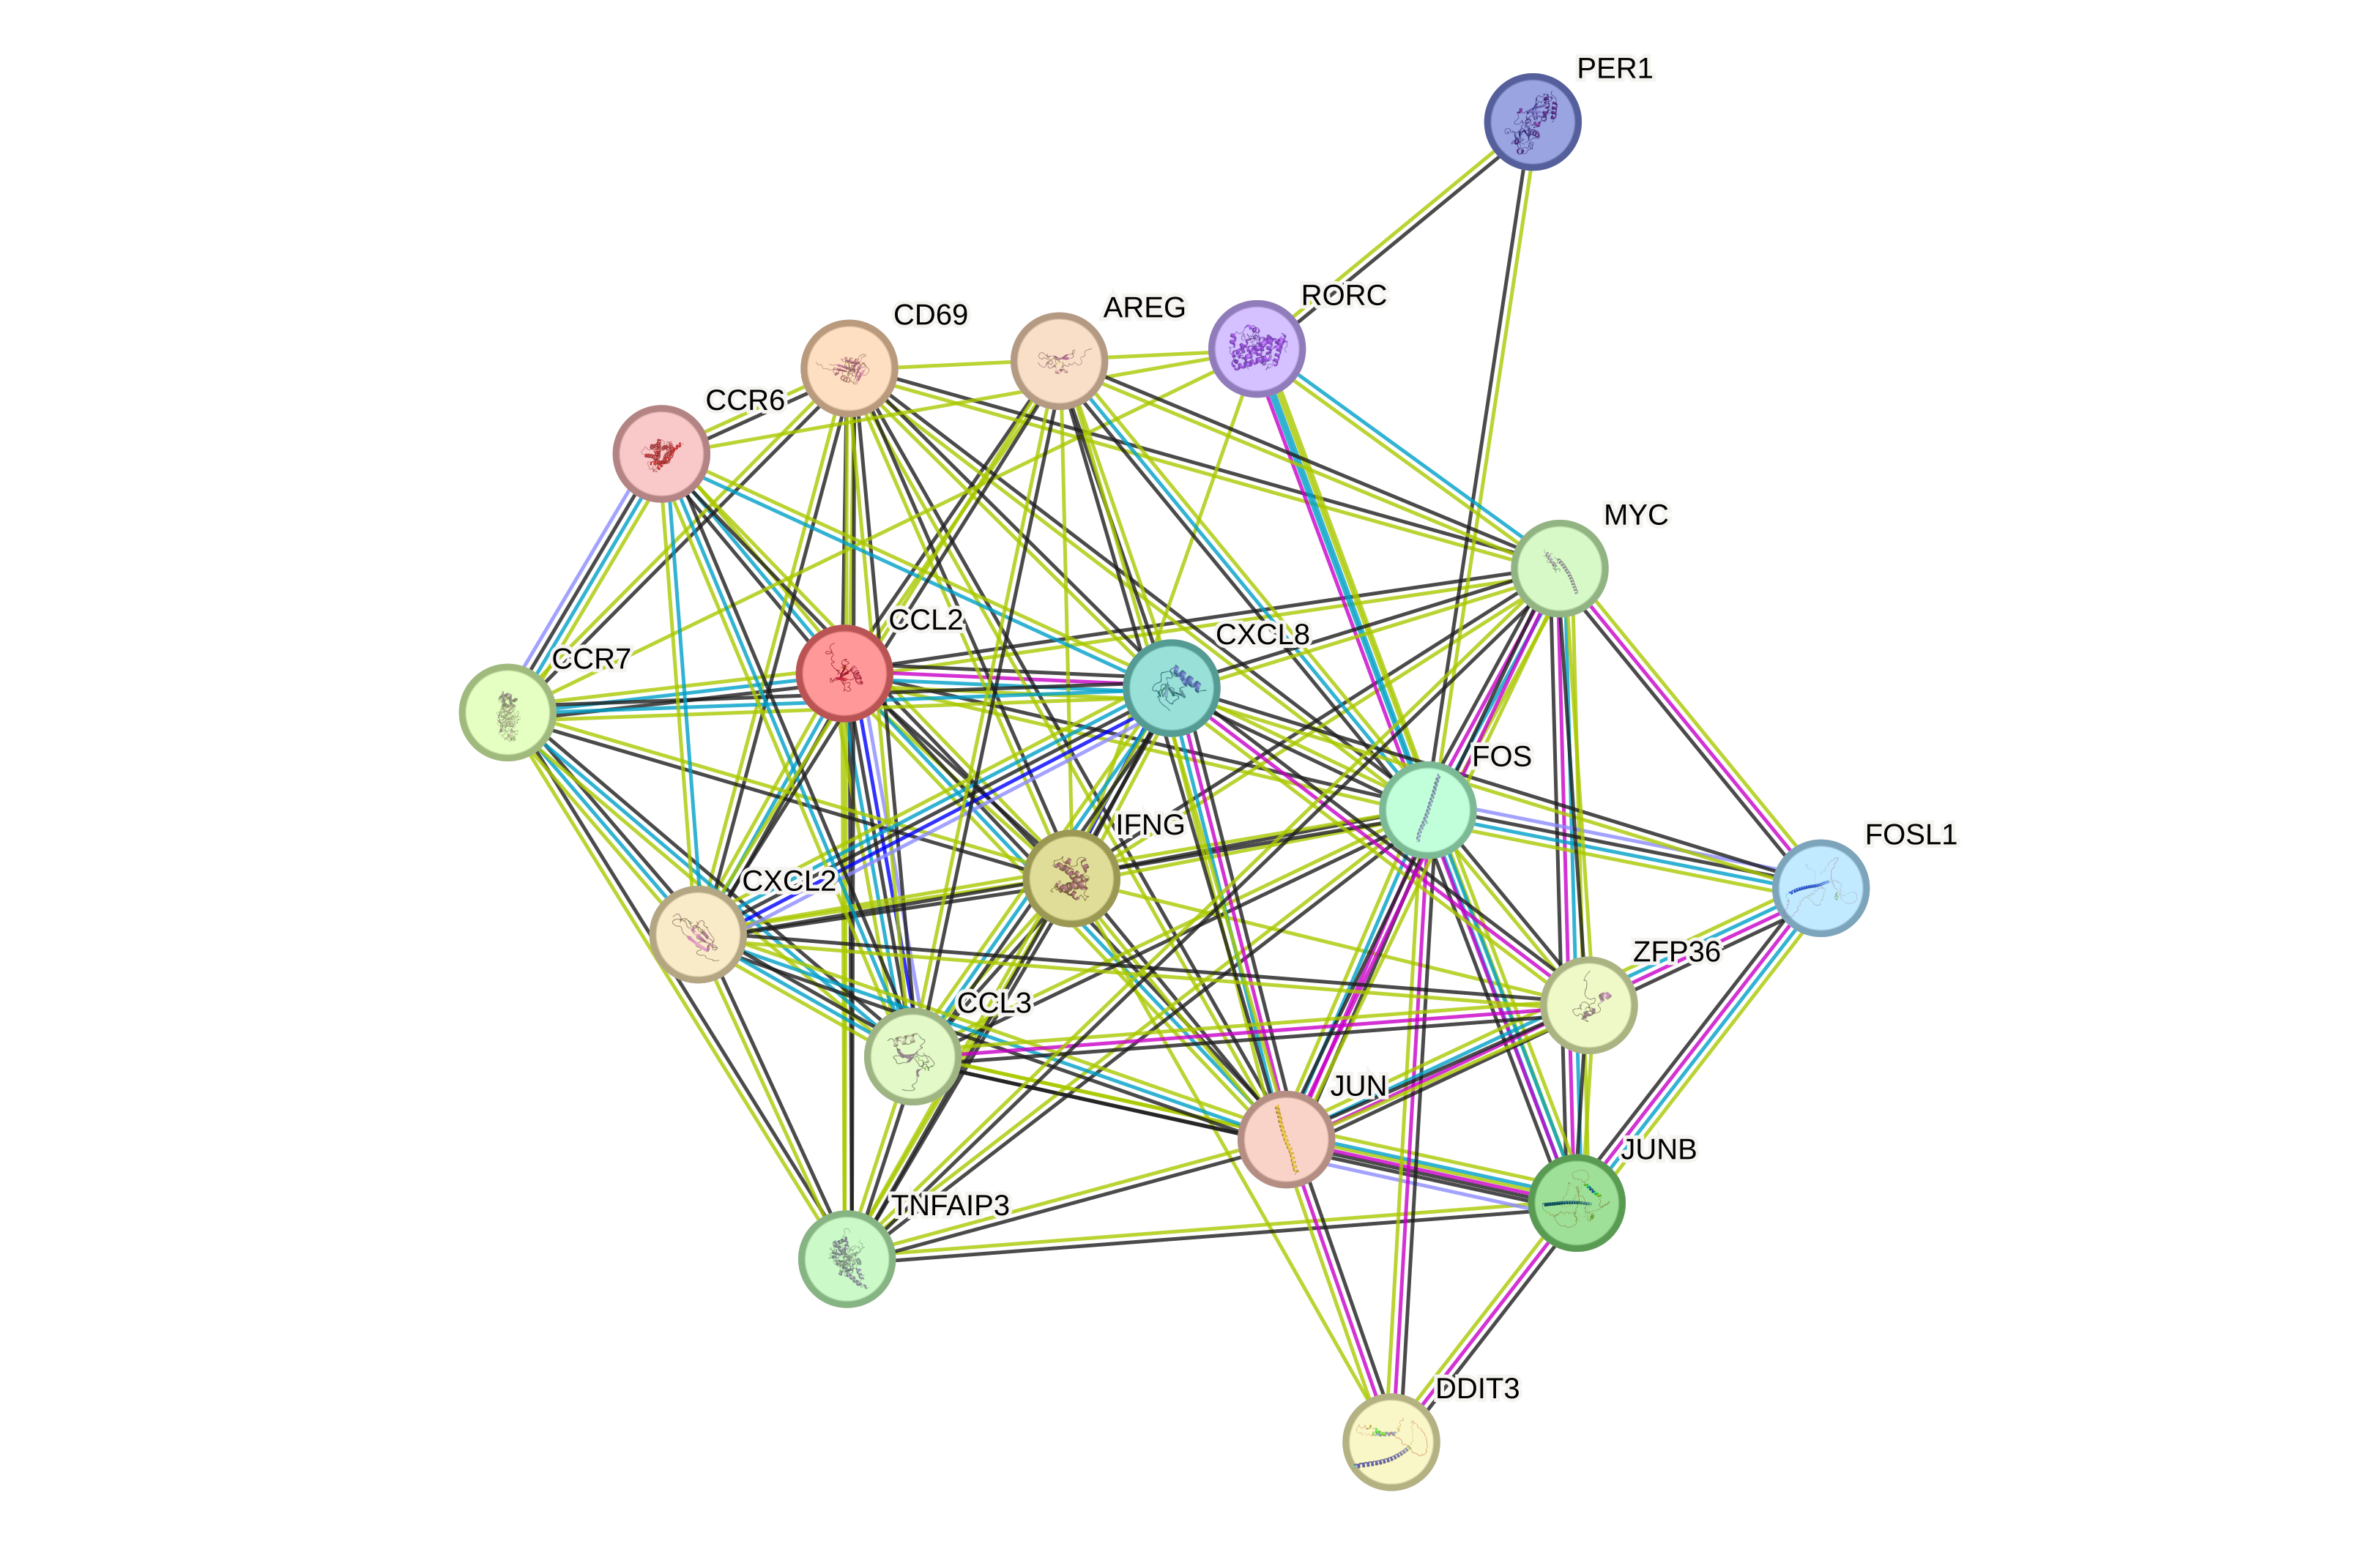 PER1
RORC
AREG
CD69
CCR6
MYC
CCL2
CXCL8
CCR7
FOS
IFNG
FOSL1
CXCL2
ZFP36
CCL3
JUN
JUNB
TNFAIP3
DDIT3